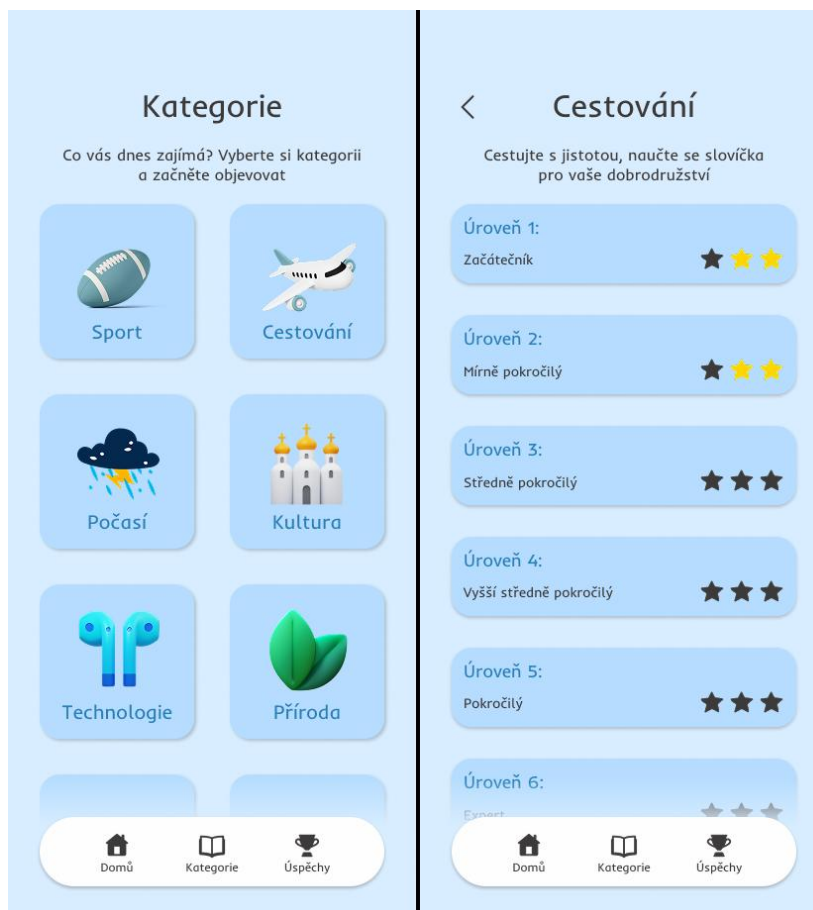 Kategorie
Co vás dnes zajímá? Vyberte si kategorii
a začněte objevovat
Sport
Cestování
Počasí
Kultura
Technologie
Příroda
Domů
Kategorie
Úspěchy
Cestování
Cestujte s jistotou, naučte se slovíčka
pro vaše dobrodružství
Úroveň 1:
Začátečník
Úroveň 2:
Mírně pokročilý
Úroveň 3:
Středně pokročilý
Úroveň 4:
Vyšší středně pokročilý
Úroveň 5:
Pokročilý
Úroveň 6:
Expert
Domů
Kategorie
Úspěchy